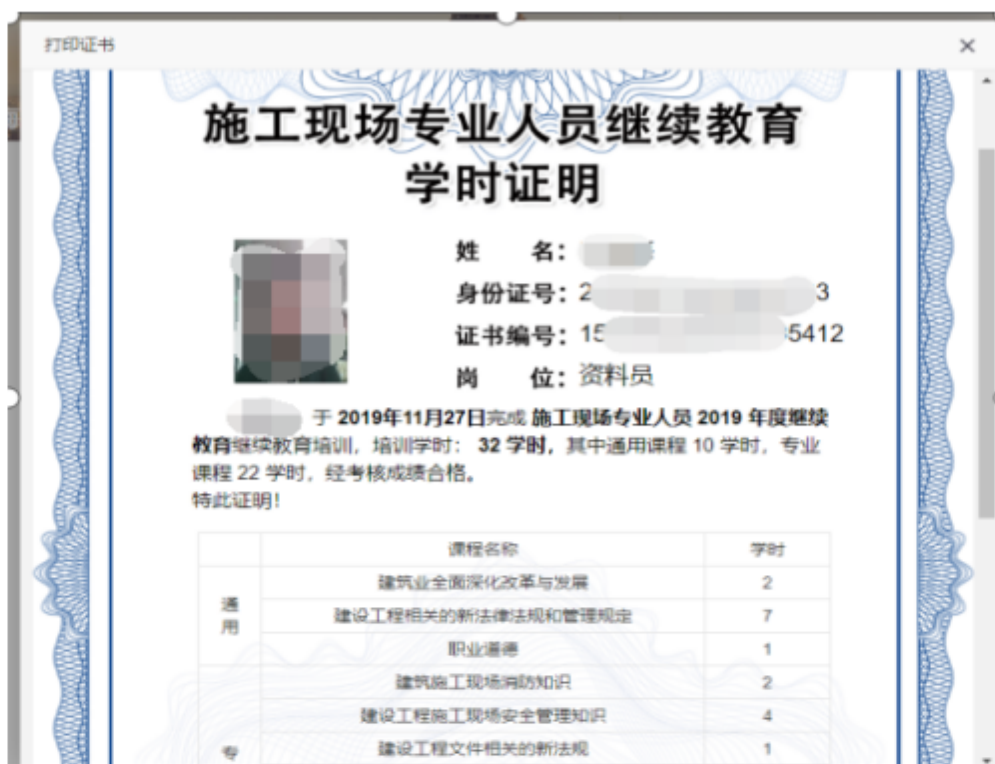 打印证书
施工现场专业人员继续教育
学时证明
姓 名：
身份证号：2 3
证书编号：15 5412
岗 位：资料员
于 2019年11月27日完成 施工现场专业人员 2019 年度继续
教育继续教育培训，培训学时： 32 学时，其中通用课程 10 学时，专业
课程 22 学时，经考核成绩合格。
特此证明！
课程名称 学时
通用
建筑业全面深化改革与发展 2
建设工程相关的新法律法规和管理规定 7
职业道德 1
专
建筑施工现场消防知识 2
建设工程施工现场安全管理知识 4
建设工程文件相关的新法规 1